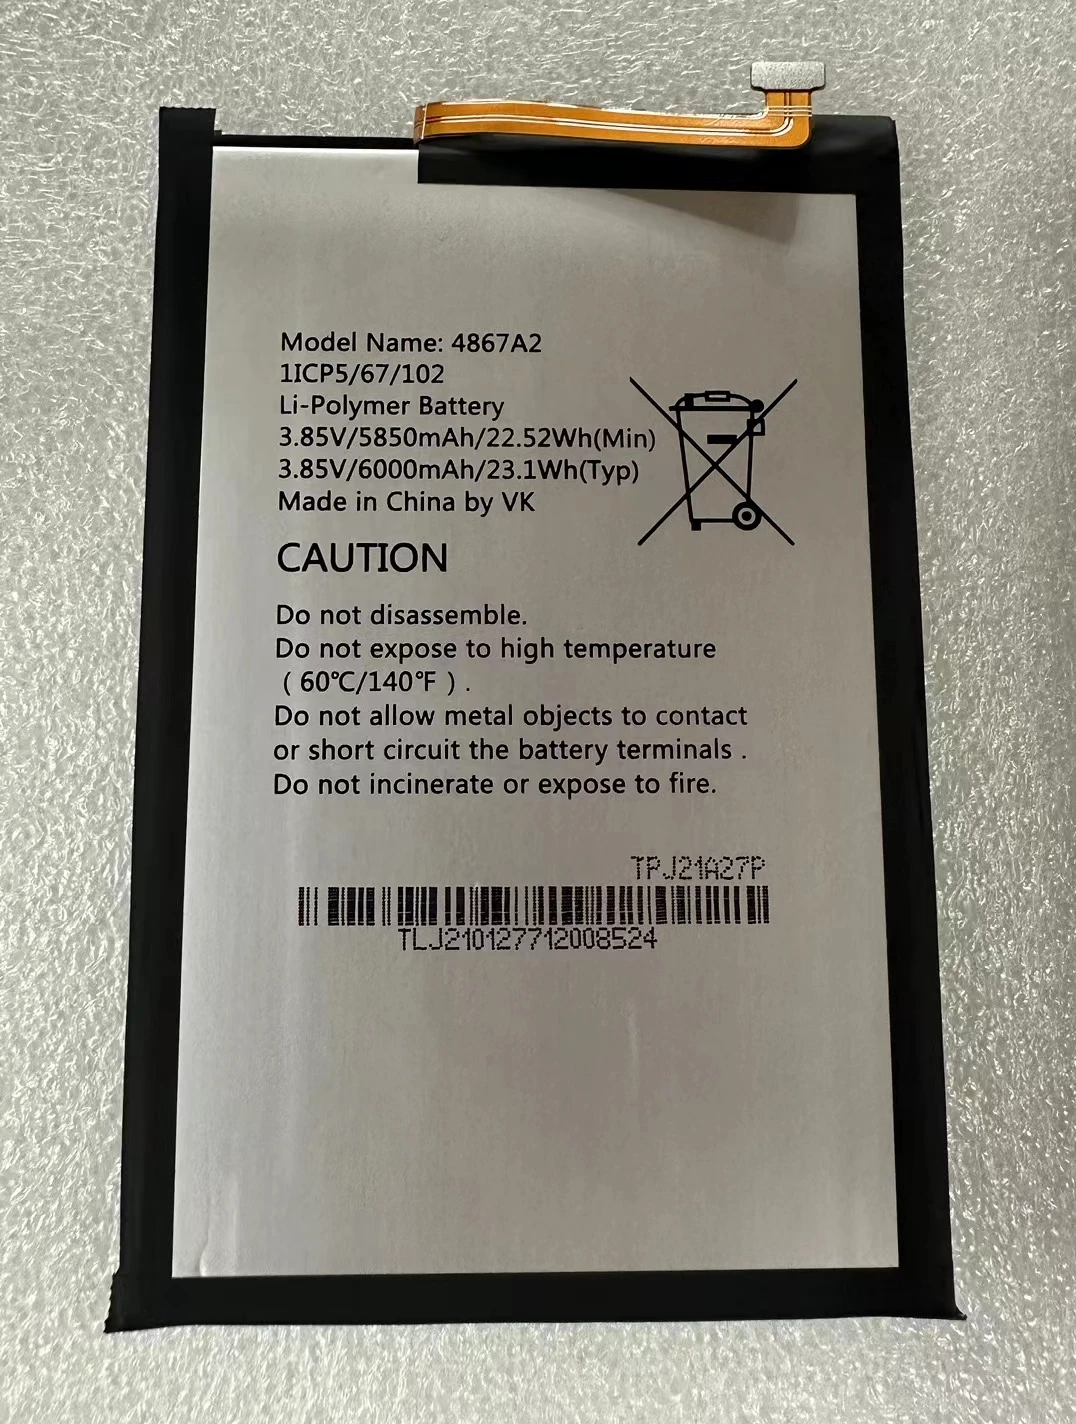 Model Name: 4867A2
1ICP5/67/102
Li-Polymer Battery
3.85V/5850mAh/22.52Wh(Min)
3.85V/6000mAh/23.1Wh(Typ)
Made in China by VK
CAUTION
Do not disassemble.
Do not expose to high temperature
( 60℃/140℉ ) .
Do not allow metal objects to contact
or short circuit the battery terminals .
Do not incinerate or expose to fire.
TPJ21A27P
TLJ210127712008524